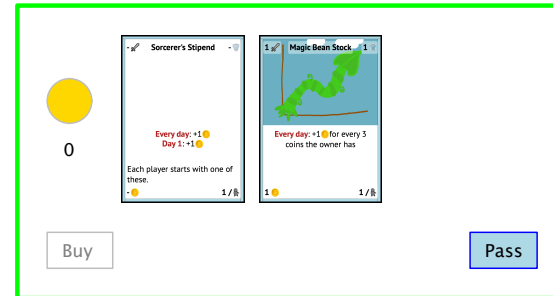 - Sorcerer's Stipend -
Every day: +1
Day 1: +1
Each player starts with one of
these.
- 1 /
1 Magic Bean Stock 1
Every day: +1 for every 3
coins the owner has
1 1 /
0
Buy
Pass